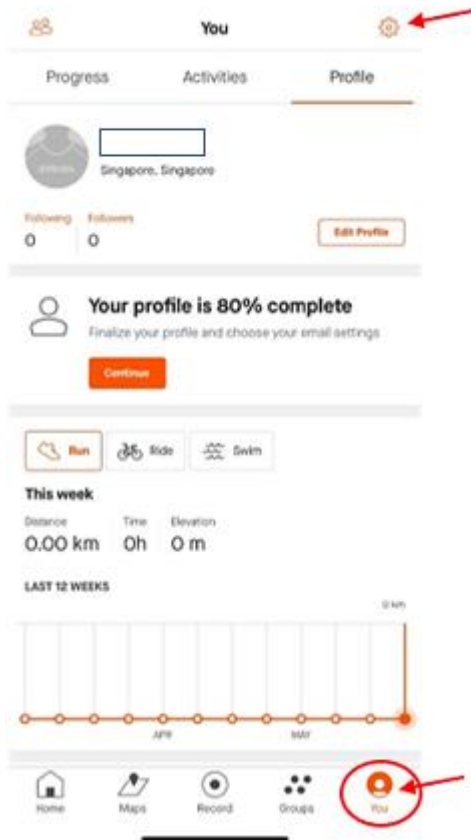 You
Progress Activities Profile
Singapore, Singapore
Following Followers
0 0
Edit Profile
Your profile is 80% complete
Finalize your profile and choose your email settings
Continue
Run Ride Swim
This week
Distance Time Elevation
0.00 km 0h 0 m
LAST 12 WEEKS
0 km
APR MAY
Home Maps Record Groups You